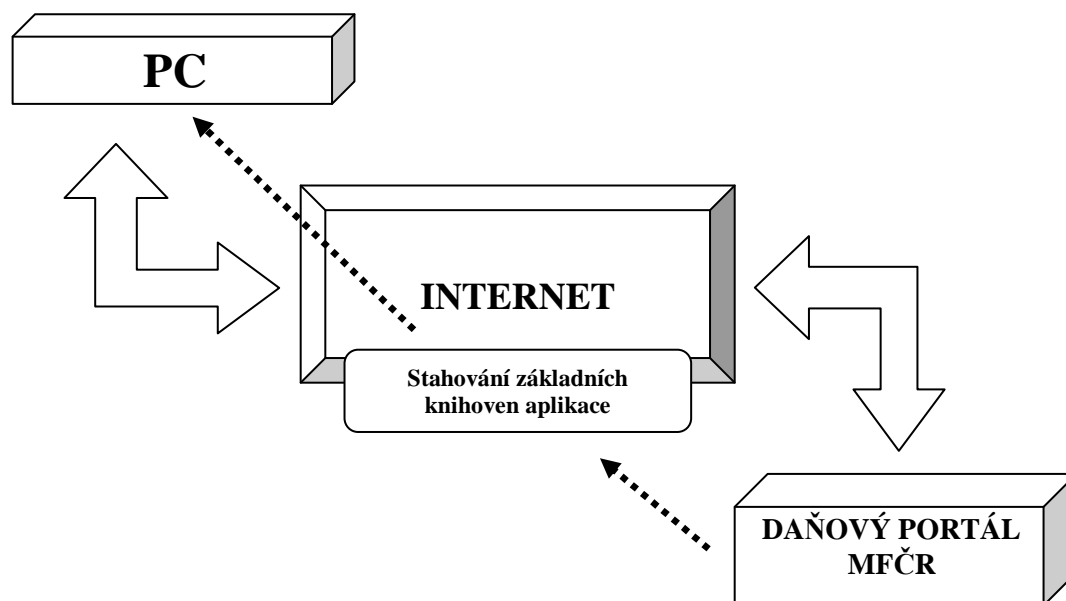 PC
INTERNET
Stahování základních
knihoven aplikace
DAŇOVÝ PORTÁL
MFČR